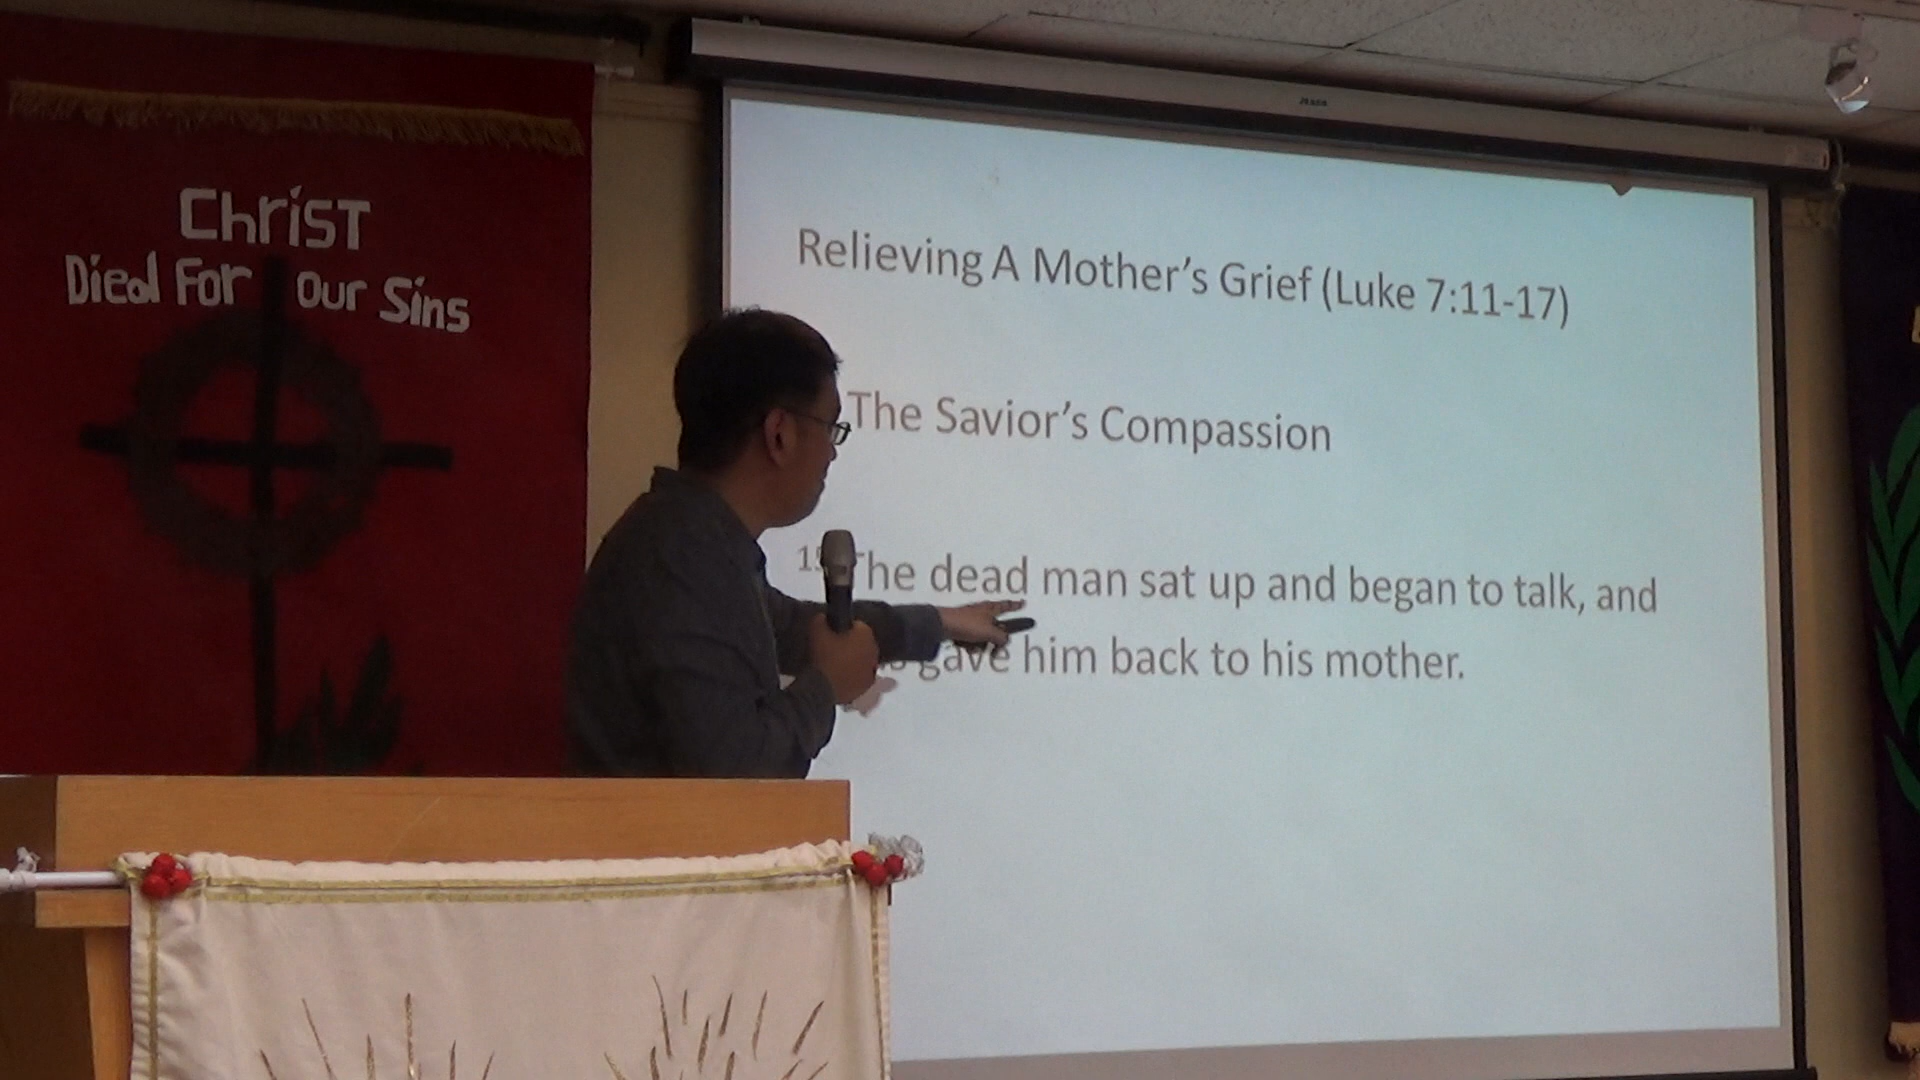 Christ
Died For Our Sins
Relieving A Mother's Grief (Luke 7:11-17)
The Savior's Compassion
The dead man sat up and began to talk, and
gave him back to his mother.